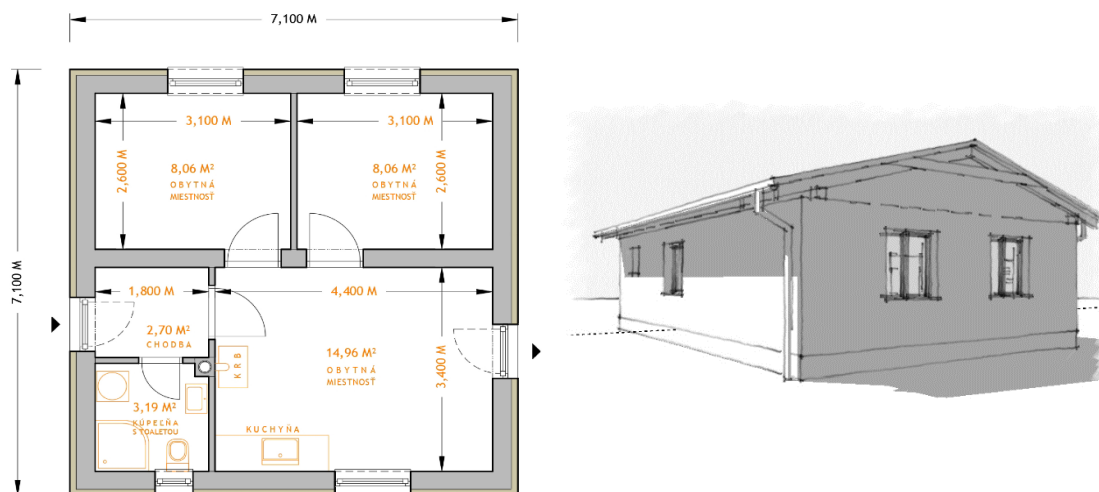 7,100 M
3,100 M
3,100 M
2,600 M
2,600 M
8,06 M²
OBYTNÁ
MIESTNOSŤ
8,06 M²
OBYTNÁ
MIESTNOSŤ
7,100 M
1,800 M
4,400 M
2,70 M²
CHODBA
KRB
14,96 M²
OBYTNÁ
MIESTNOSŤ
3,400 M
3,19 M²
KÚPEĽŇA
S TOALETOU
KUCHYŇA